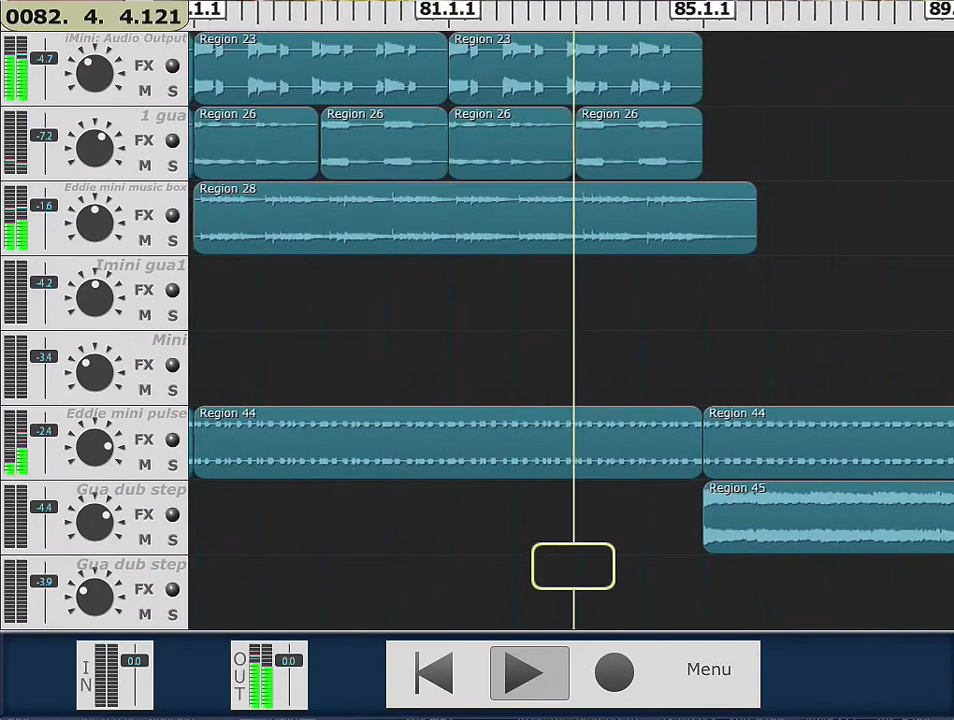 0082. 4. 4.121
.1.1
81.1.1
85.1.1
89.
iMini: Audio Output
-4.7
FX
M
S
Region 23
Region 23
1 gua
-7.2
FX
M
S
Region 26
Region 26
Region 26
Region 26
Eddie mini music box
-1.6
FX
M
S
Region 28
Imini gua1
-4.2
FX
M
S
Mini
-3.4
FX
M
S
Eddie mini pulse
-2.4
FX
M
S
Region 44
Region 44
Gua dub step
-4.4
FX
M
S
Region 45
Gua dub step
-3.9
FX
M
S
IN
0.0
OUT
0.0
Menu